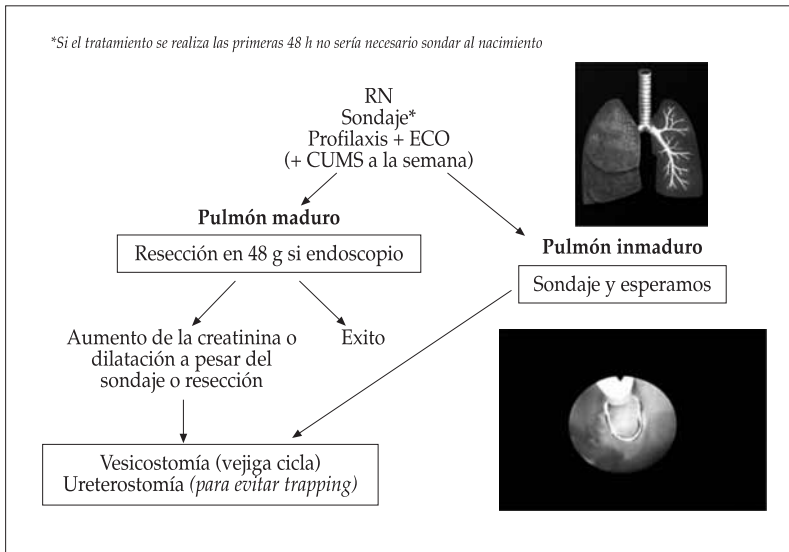 *Si el tratamiento se realiza las primeras 48 h no sería necesario sondar al nacimiento
RN
Sondaje*
Profilaxis + ECO
(+ CUMS a la semana)
Pulmón maduro
Resección en 48 g si endoscopio
Pulmón inmaduro
Sondaje y esperamos
Aumento de la creatinina o
dilatación a pesar del
sondaje o resección
Exito
Vesicostomía (vejiga cicla)
Ureterostomía (para evitar trapping)